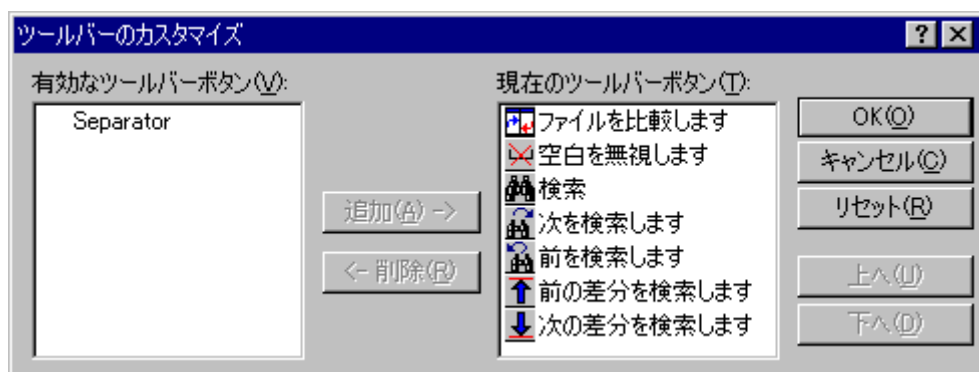 ツールバーのカスタマイズ
有効なツールバーボタン(V):
Separator
追加(A) ->
<- 削除(R)
現在のツールバーボタン(T):
ファイルを比較します
空白を無視します
検索
次を検索します
前を検索します
前の差分を検索します
次の差分を検索します
OK(O)
キャンセル(C)
リセット(R)
上へ(U)
下へ(D)